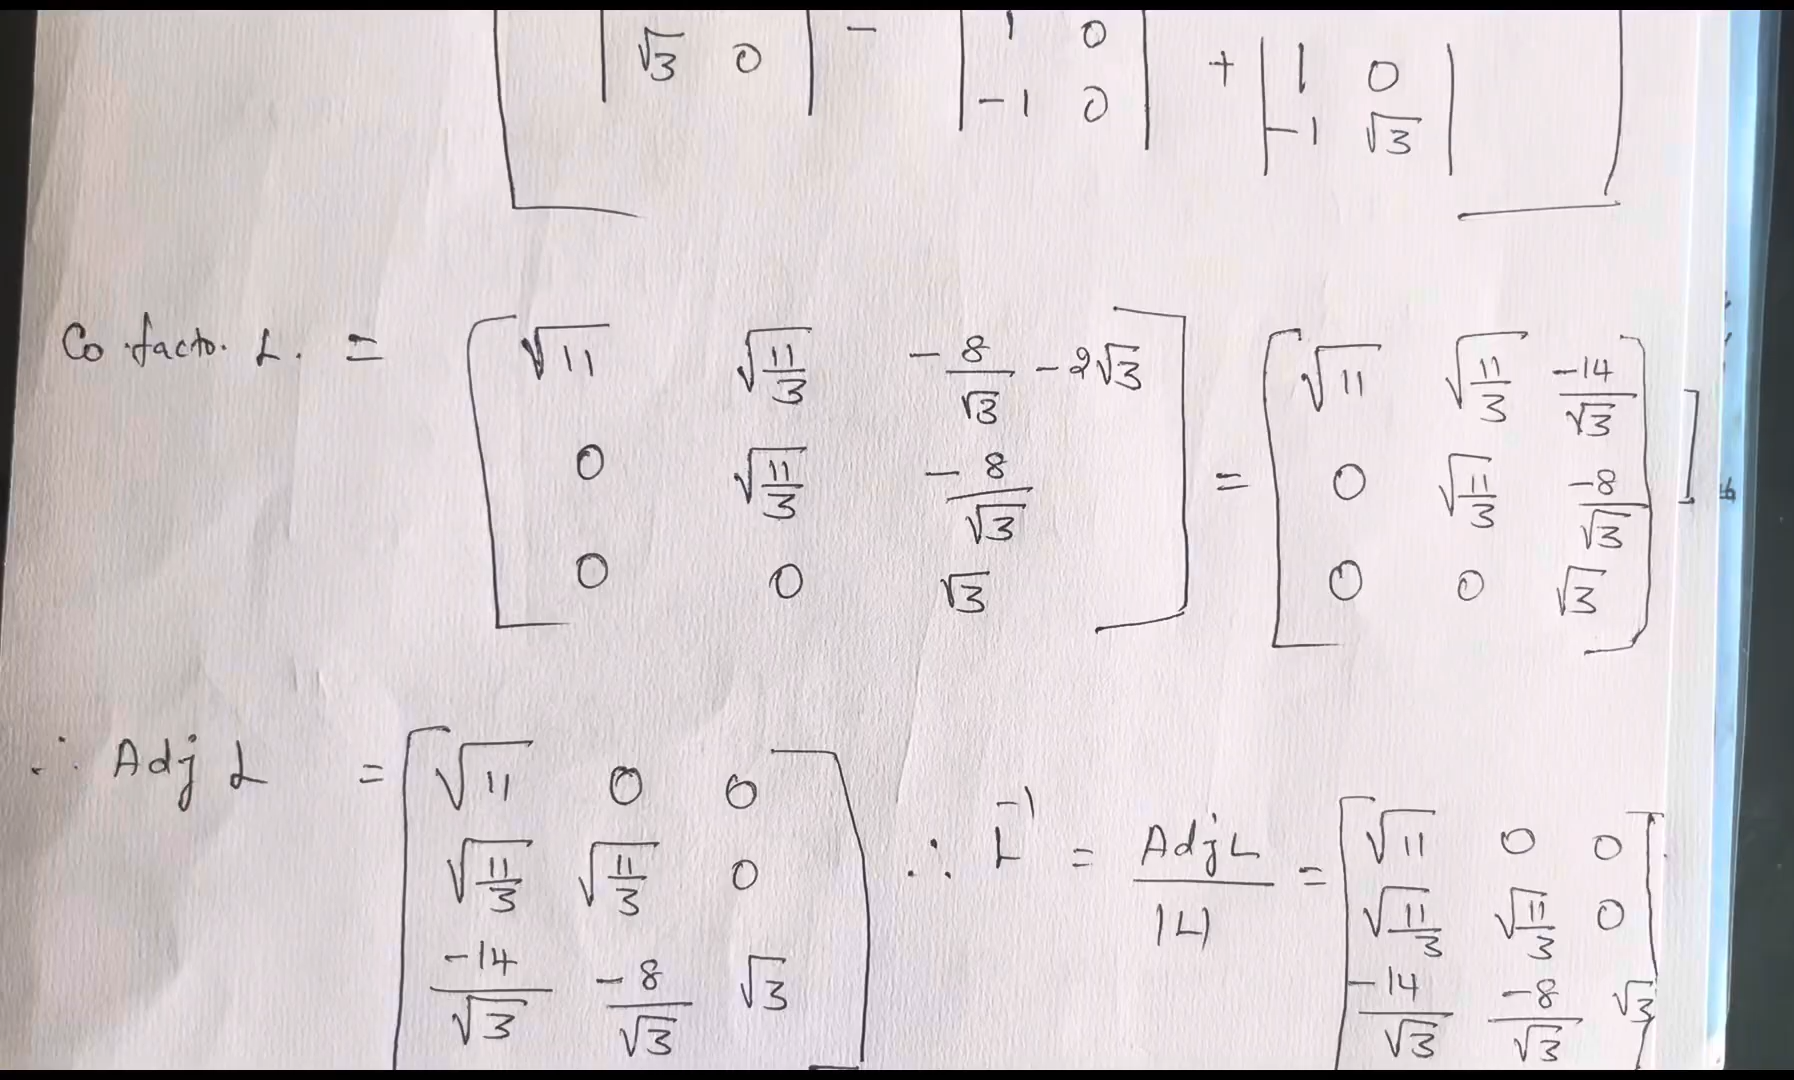 | √3 0 | - | 1 0 | + | 1 0 |
| -1 0 | | -1 √3 |
Co.facto. L. = [ √11 √(11/3) -8/√3 -2√3 ] = [ √11 √(11/3) -14/√3 ]
[ 0 √(11/3) -8/√3 ] [ 0 √(11/3) -8/√3 ]
[ 0 0 √3 ] [ 0 0 √3 ]
∴ Adj L = [ √11 0 0 ] ∴ L⁻¹ = Adj L / |L| = [ √11 0 0 ]
[ √(11/3) √(11/3) 0 ] [ √(11/3) √(11/3) 0 ]
[ -14/√3 -8/√3 √3 ] [ -14/√3 -8/√3 √3 ]